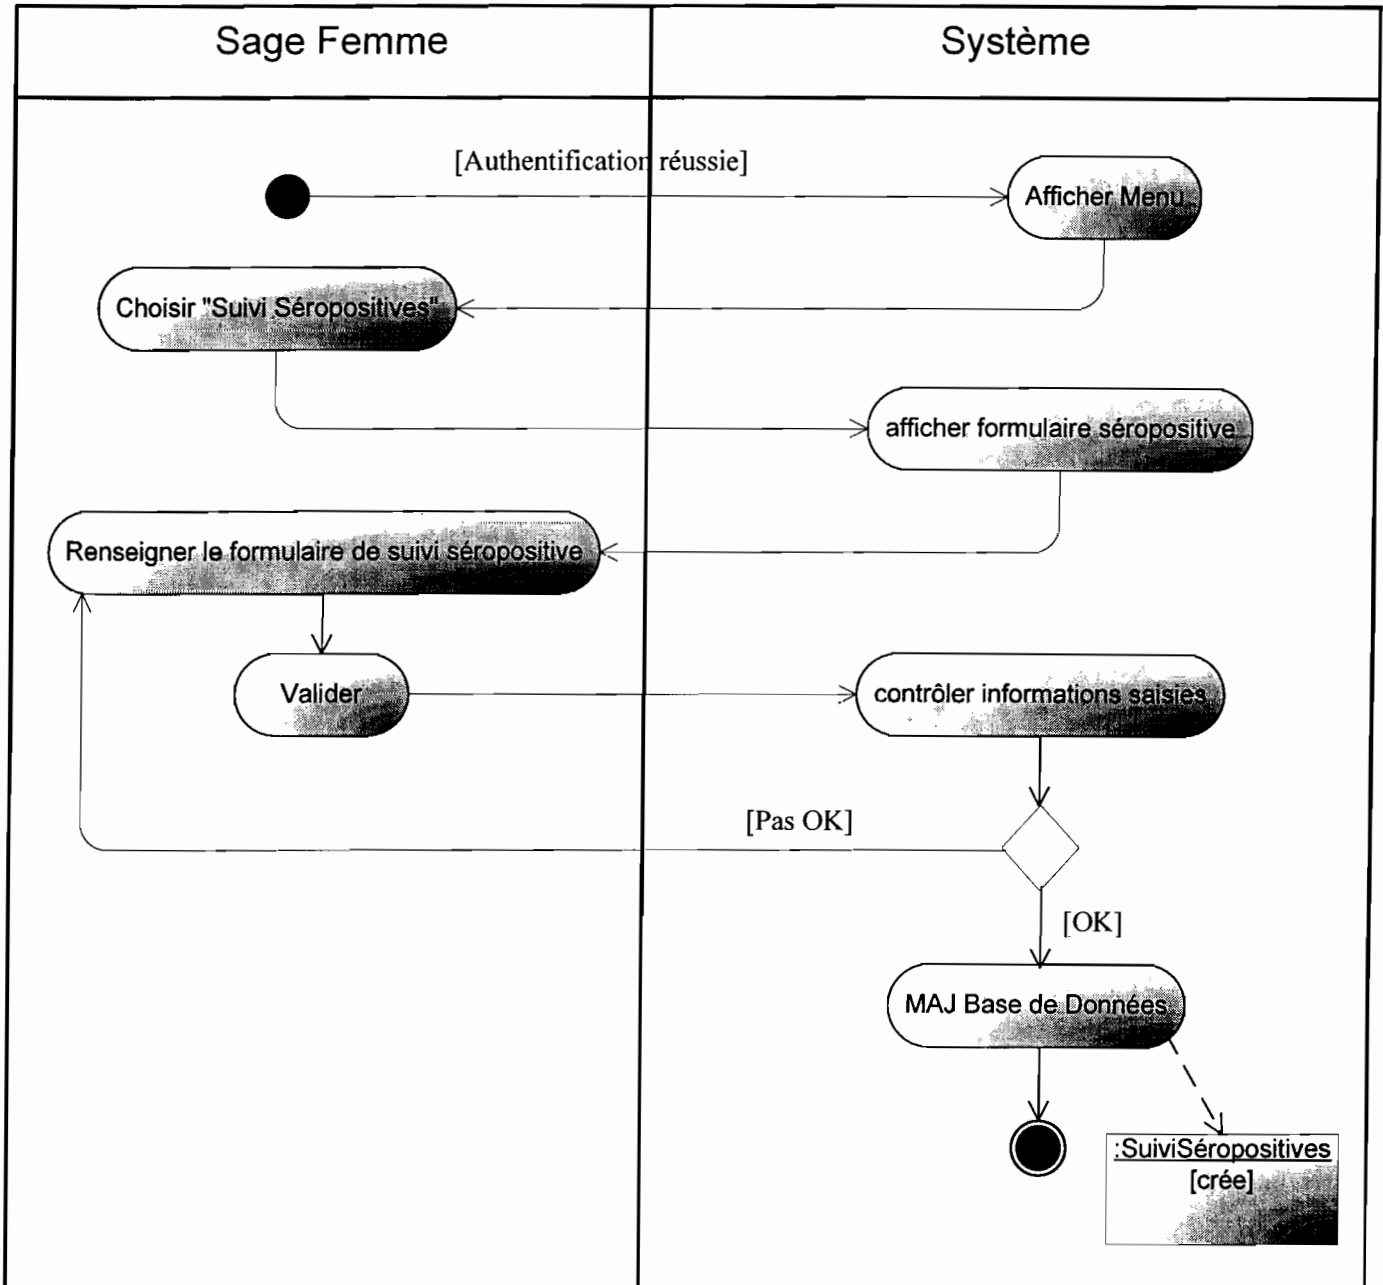 Sage Femme
Système
[Authentification réussie]
Afficher Menu
Choisir "Suivi Séropositives"
afficher formulaire séropositive
Renseigner le formulaire de suivi séropositive
Valider
contrôler informations saisies
[Pas OK]
[OK]
MAJ Base de Données
:SuiviSéropositives
[crée]